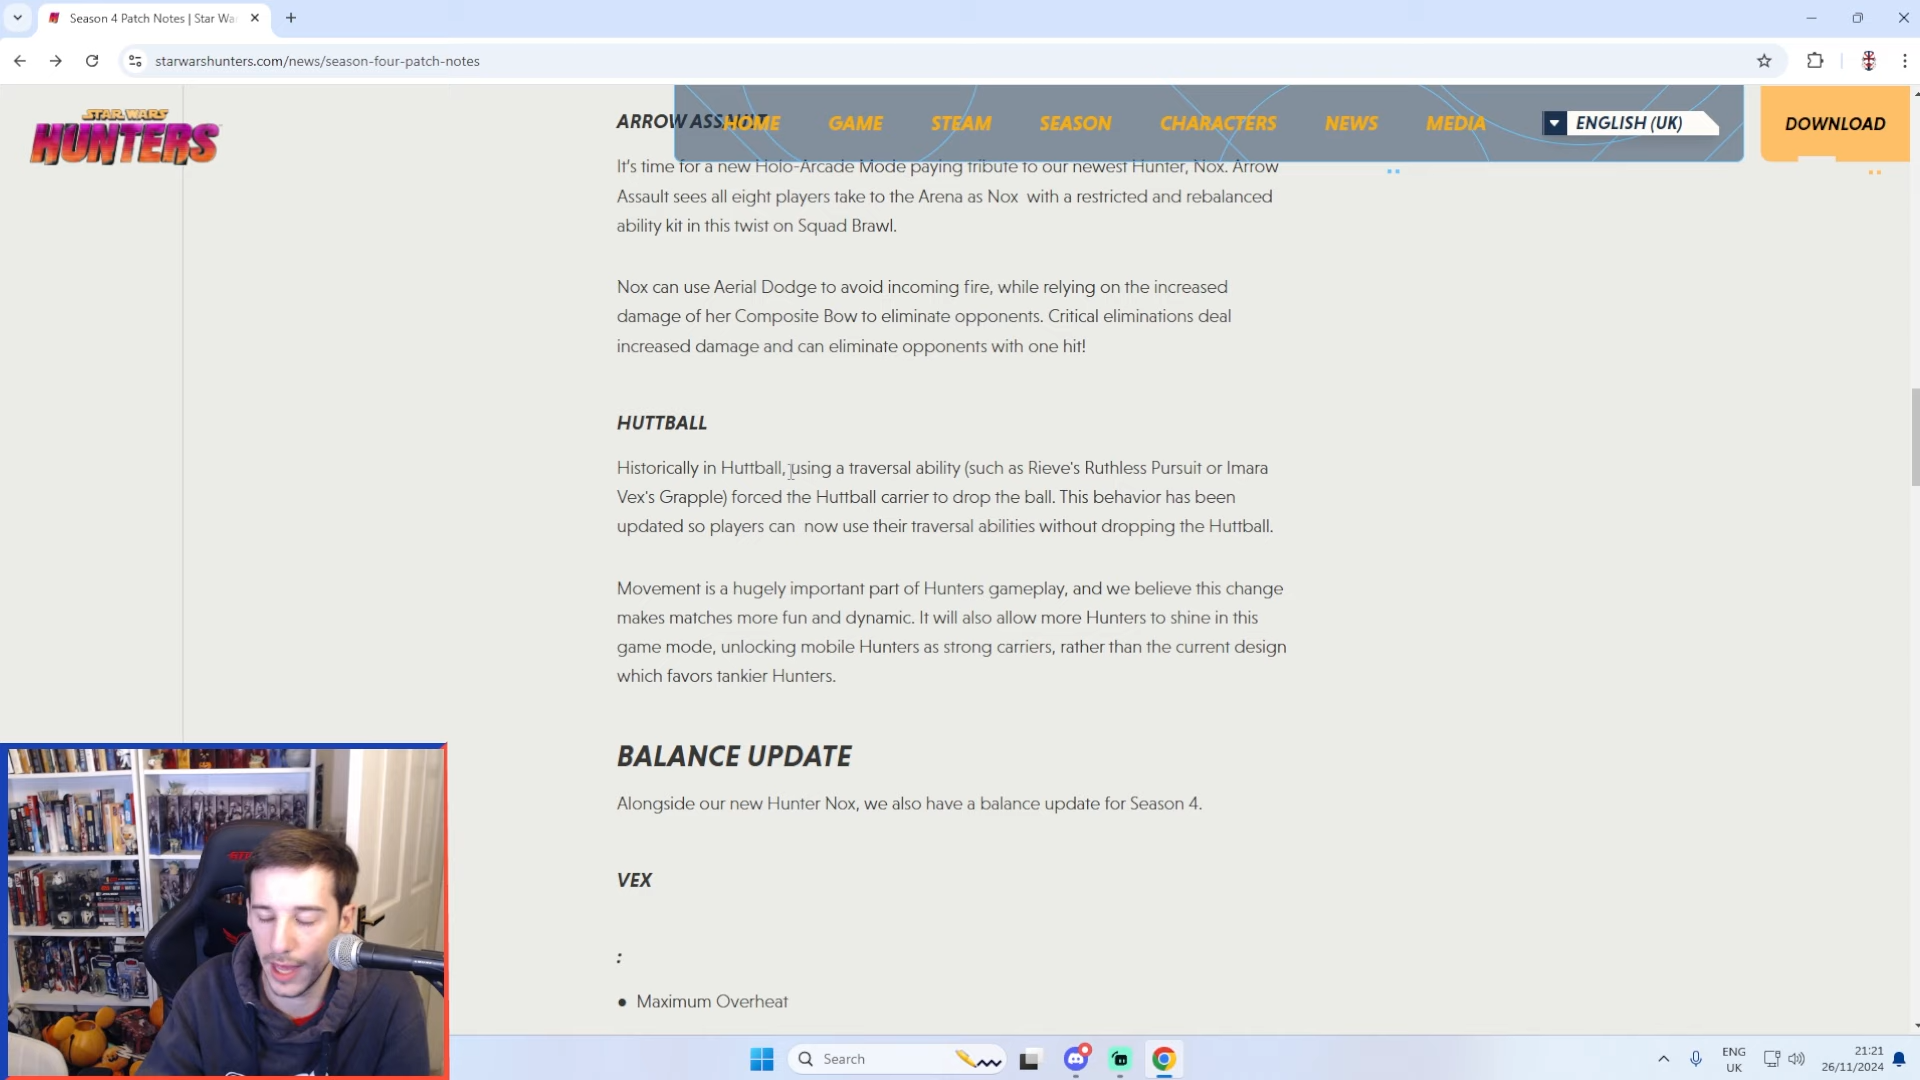 Season 4 Patch Notes | Star Wa
starwarshunters.com/news/season-four-patch-notes
STAR WARS
HUNTERS
HOME GAME STEAM SEASON CHARACTERS NEWS MEDIA ENGLISH (UK) DOWNLOAD
ARROW ASSAULT
It's time for a new Holo-Arcade Mode paying tribute to our newest Hunter, Nox. Arrow
Assault sees all eight players take to the Arena as Nox with a restricted and rebalanced
ability kit in this twist on Squad Brawl.
Nox can use Aerial Dodge to avoid incoming fire, while relying on the increased
damage of her Composite Bow to eliminate opponents. Critical eliminations deal
increased damage and can eliminate opponents with one hit!
HUTTBALL
Historically in Huttball, using a traversal ability (such as Rieve's Ruthless Pursuit or Imara
Vex's Grapple) forced the Huttball carrier to drop the ball. This behavior has been
updated so players can now use their traversal abilities without dropping the Huttball.
Movement is a hugely important part of Hunters gameplay, and we believe this change
makes matches more fun and dynamic. It will also allow more Hunters to shine in this
game mode, unlocking mobile Hunters as strong carriers, rather than the current design
which favors tankier Hunters.
BALANCE UPDATE
Alongside our new Hunter Nox, we also have a balance update for Season 4.
VEX
:
● Maximum Overheat
Search
ENG
UK
21:21
26/11/2024